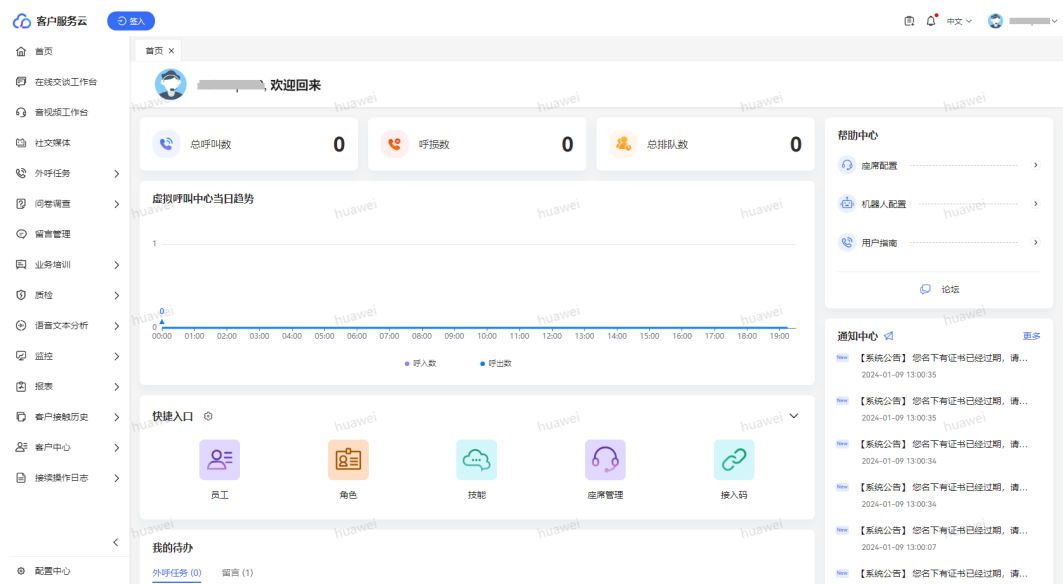 客户服务云
签入
中文
首页
在线交谈工作台
音视频工作台
社交媒体
外呼任务
问卷调查
留言管理
业务培训
质检
语音文本分析
监控
报表
客户接触历史
客户中心
接续操作日志
配置中心
首页 ×
, 欢迎回来
总呼叫数 0
呼损数 0
总排队数 0
虚拟呼叫中心当日趋势
1
0
0
00:00 01:00 02:00 03:00 04:00 05:00 06:00 07:00 08:00 09:00 10:00 11:00 12:00 13:00 14:00 15:00 16:00 17:00 18:00 19:00
呼入数 呼出数
快捷入口
员工 角色 技能 座席管理 接入码
我的待办
外呼任务 (0) 留言 (1)
帮助中心
座席配置
机器人配置
用户指南
论坛
通知中心 更多
New 【系统公告】 您名下有证书已经过期，请...
2024-01-09 13:00:35
New 【系统公告】 您名下有证书已经过期，请...
2024-01-09 13:00:35
New 【系统公告】 您名下有证书已经过期，请...
2024-01-09 13:00:34
New 【系统公告】 您名下有证书已经过期，请...
2024-01-09 13:00:34
New 【系统公告】 您名下有证书已经过期，请...
2024-01-09 13:00:07
New 【系统公告】 您名下有证书已经过期，请...
huawei